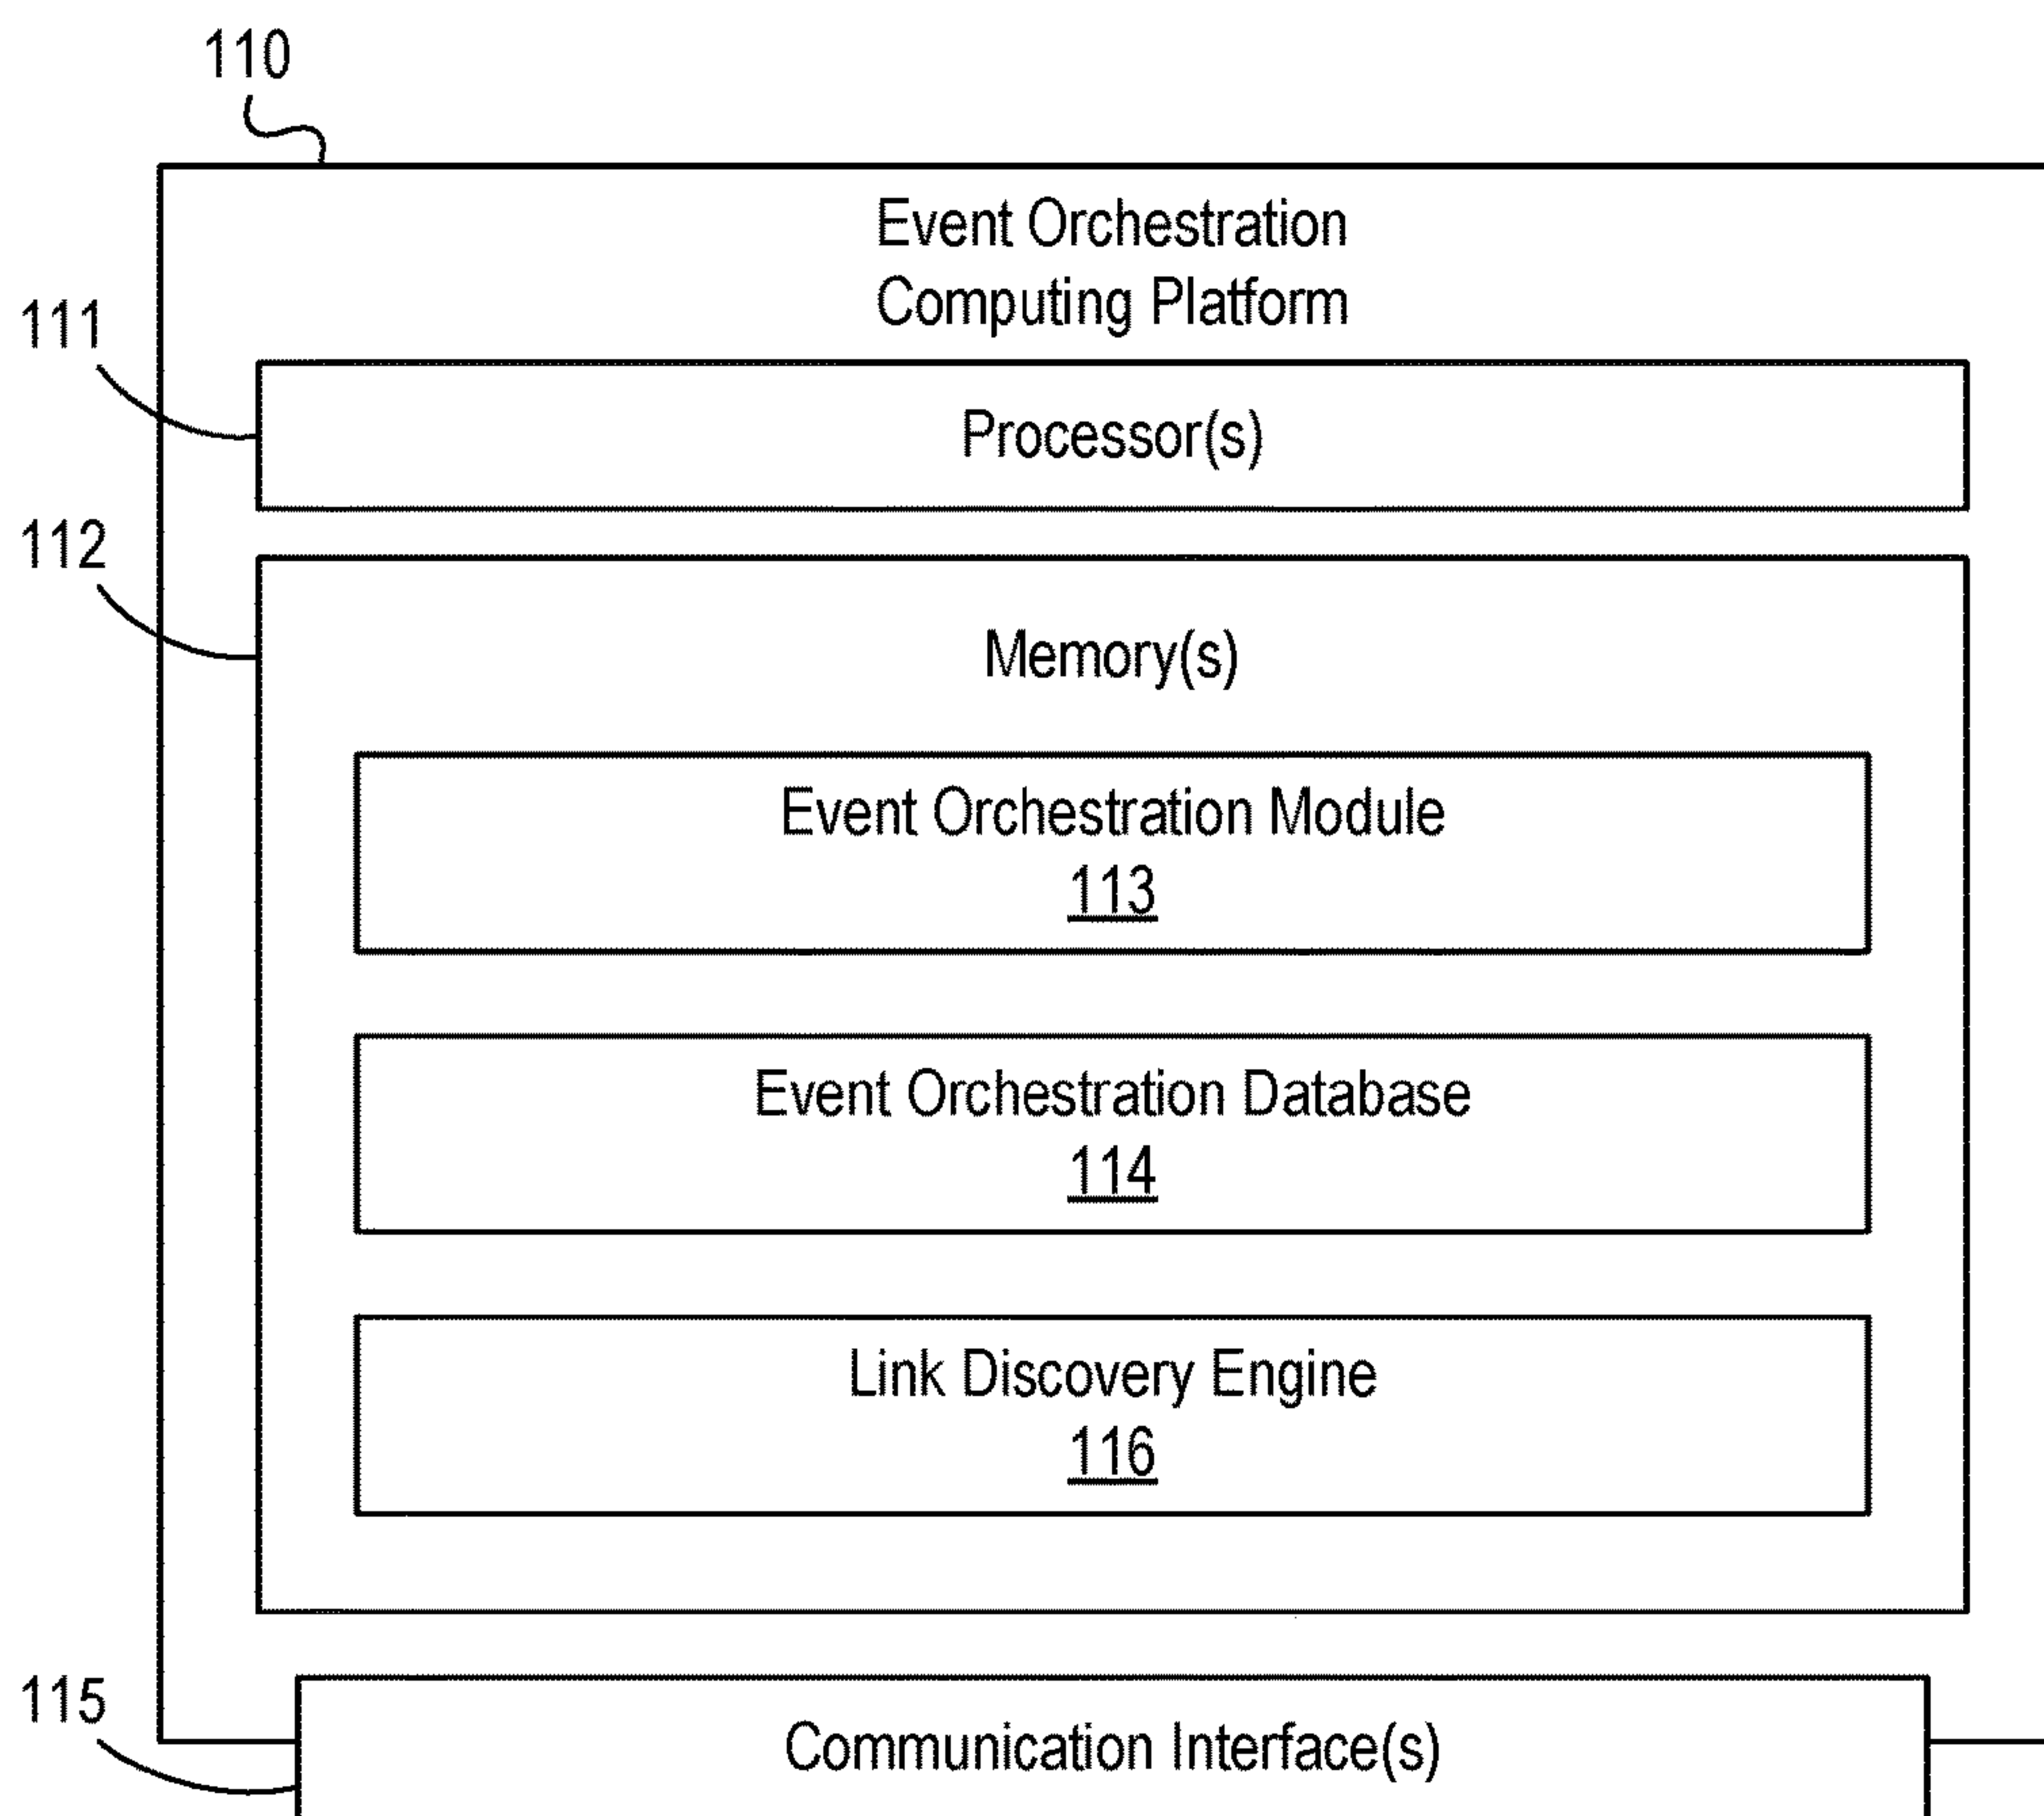 110
Event Orchestration
Computing Platform
111
Processor(s)
112
Memory(s)
Event Orchestration Module
113
Event Orchestration Database
114
Link Discovery Engine
116
115
Communication Interface(s)